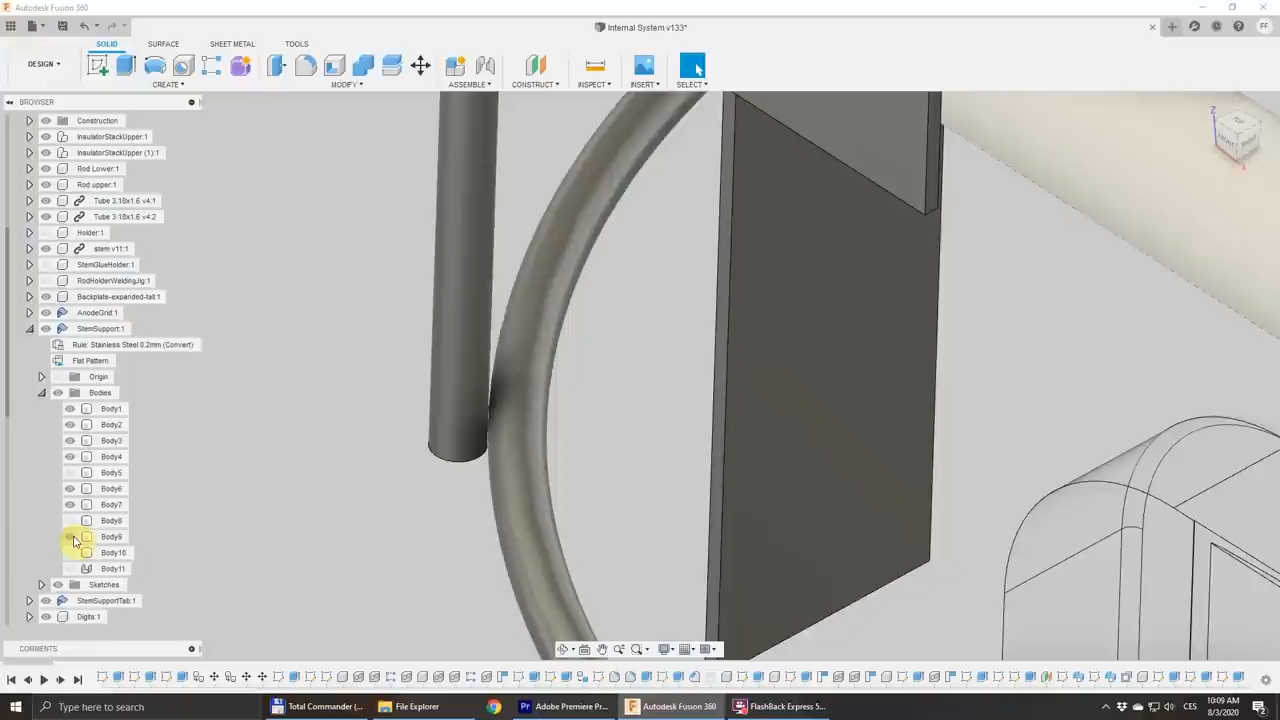 Autodesk Fusion 360
Internal System v133*
FF
SOLID SURFACE SHEET METAL TOOLS
DESIGN
CREATE MODIFY ASSEMBLE CONSTRUCT INSPECT INSERT SELECT
BROWSER
Construction
InsulatorStackUpper:1
InsulatorStackUpper (1):1
Rod Lower:1
Rod upper:1
Tube 3.18x1.6 v4:1
Tube 3.18x1.6 v4:2
Holder:1
stem v11:1
StemGlueHolder:1
RodHolderWeldingJig:1
Backplate-expanded-tall:1
AnodeGrid:1
StemSupport:1
Rule: Stainless Steel 0.2mm (Convert)
Flat Pattern
Origin
Bodies
Body1
Body2
Body3
Body4
Body5
Body6
Body7
Body8
Body9
Body10
Body11
Sketches
StemSupportTab:1
Digits:1
Z
TOP
FRONT
RIGHT
X
COMMENTS
Type here to search
Total Commander (...
File Explorer
Adobe Premiere Pr...
Autodesk Fusion 360
FlashBack Express 5...
CES
10:09 AM
8/3/2020